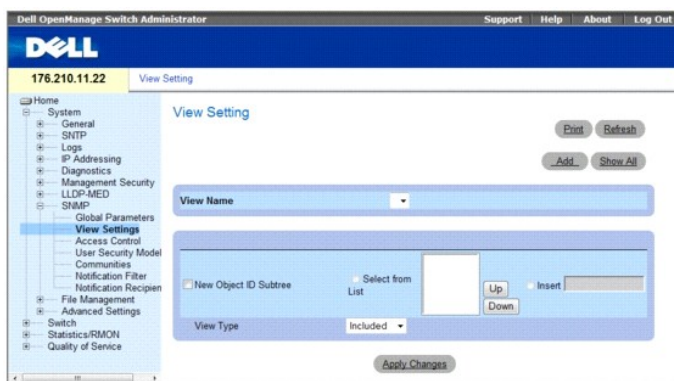 Dell OpenManage Switch Administrator
Support Help About Log Out
DELL
176.210.11.22
View Setting
Home
System
General
SNTP
Logs
IP Addressing
Diagnostics
Management Security
LLDP-MED
SNMP
Global Parameters
View Settings
Access Control
User Security Model
Communities
Notification Filter
Notification Recipien
File Management
Advanced Settings
Switch
Statistics/RMON
Quality of Service
View Setting
Print Refresh
Add Show All
View Name
New Object ID Subtree
Select from List
Up
Down
Insert
View Type
Included
Apply Changes